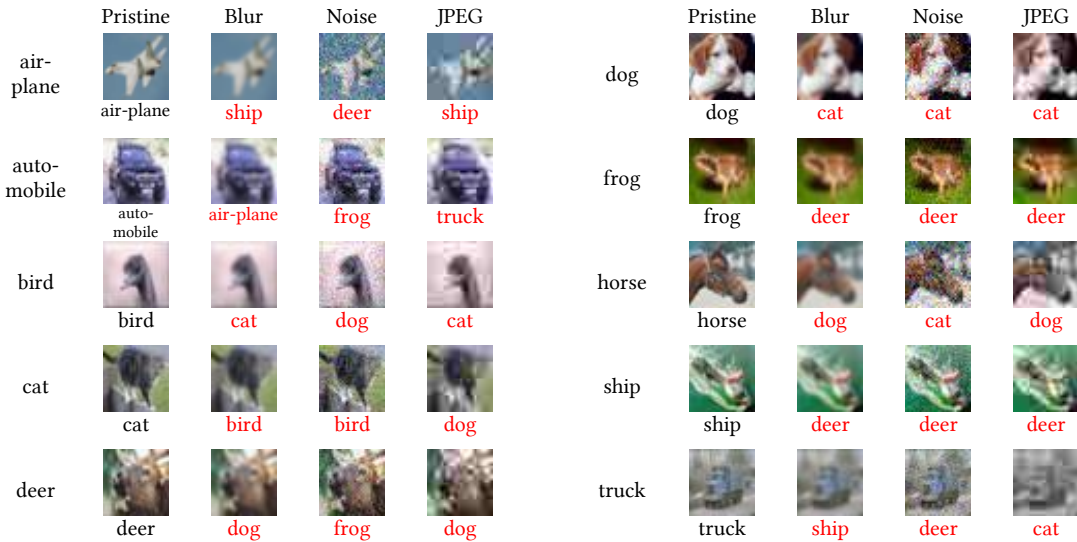 Pristine Blur Noise JPEG
air-
plane
air-plane ship deer ship
auto-
mobile
auto-
mobile
air-plane frog truck
bird
bird cat dog cat
cat
cat bird bird dog
deer
deer dog frog dog
Pristine Blur Noise JPEG
dog
dog cat cat cat
frog
frog deer deer deer
horse
horse dog cat dog
ship
ship deer deer deer
truck
truck ship deer cat